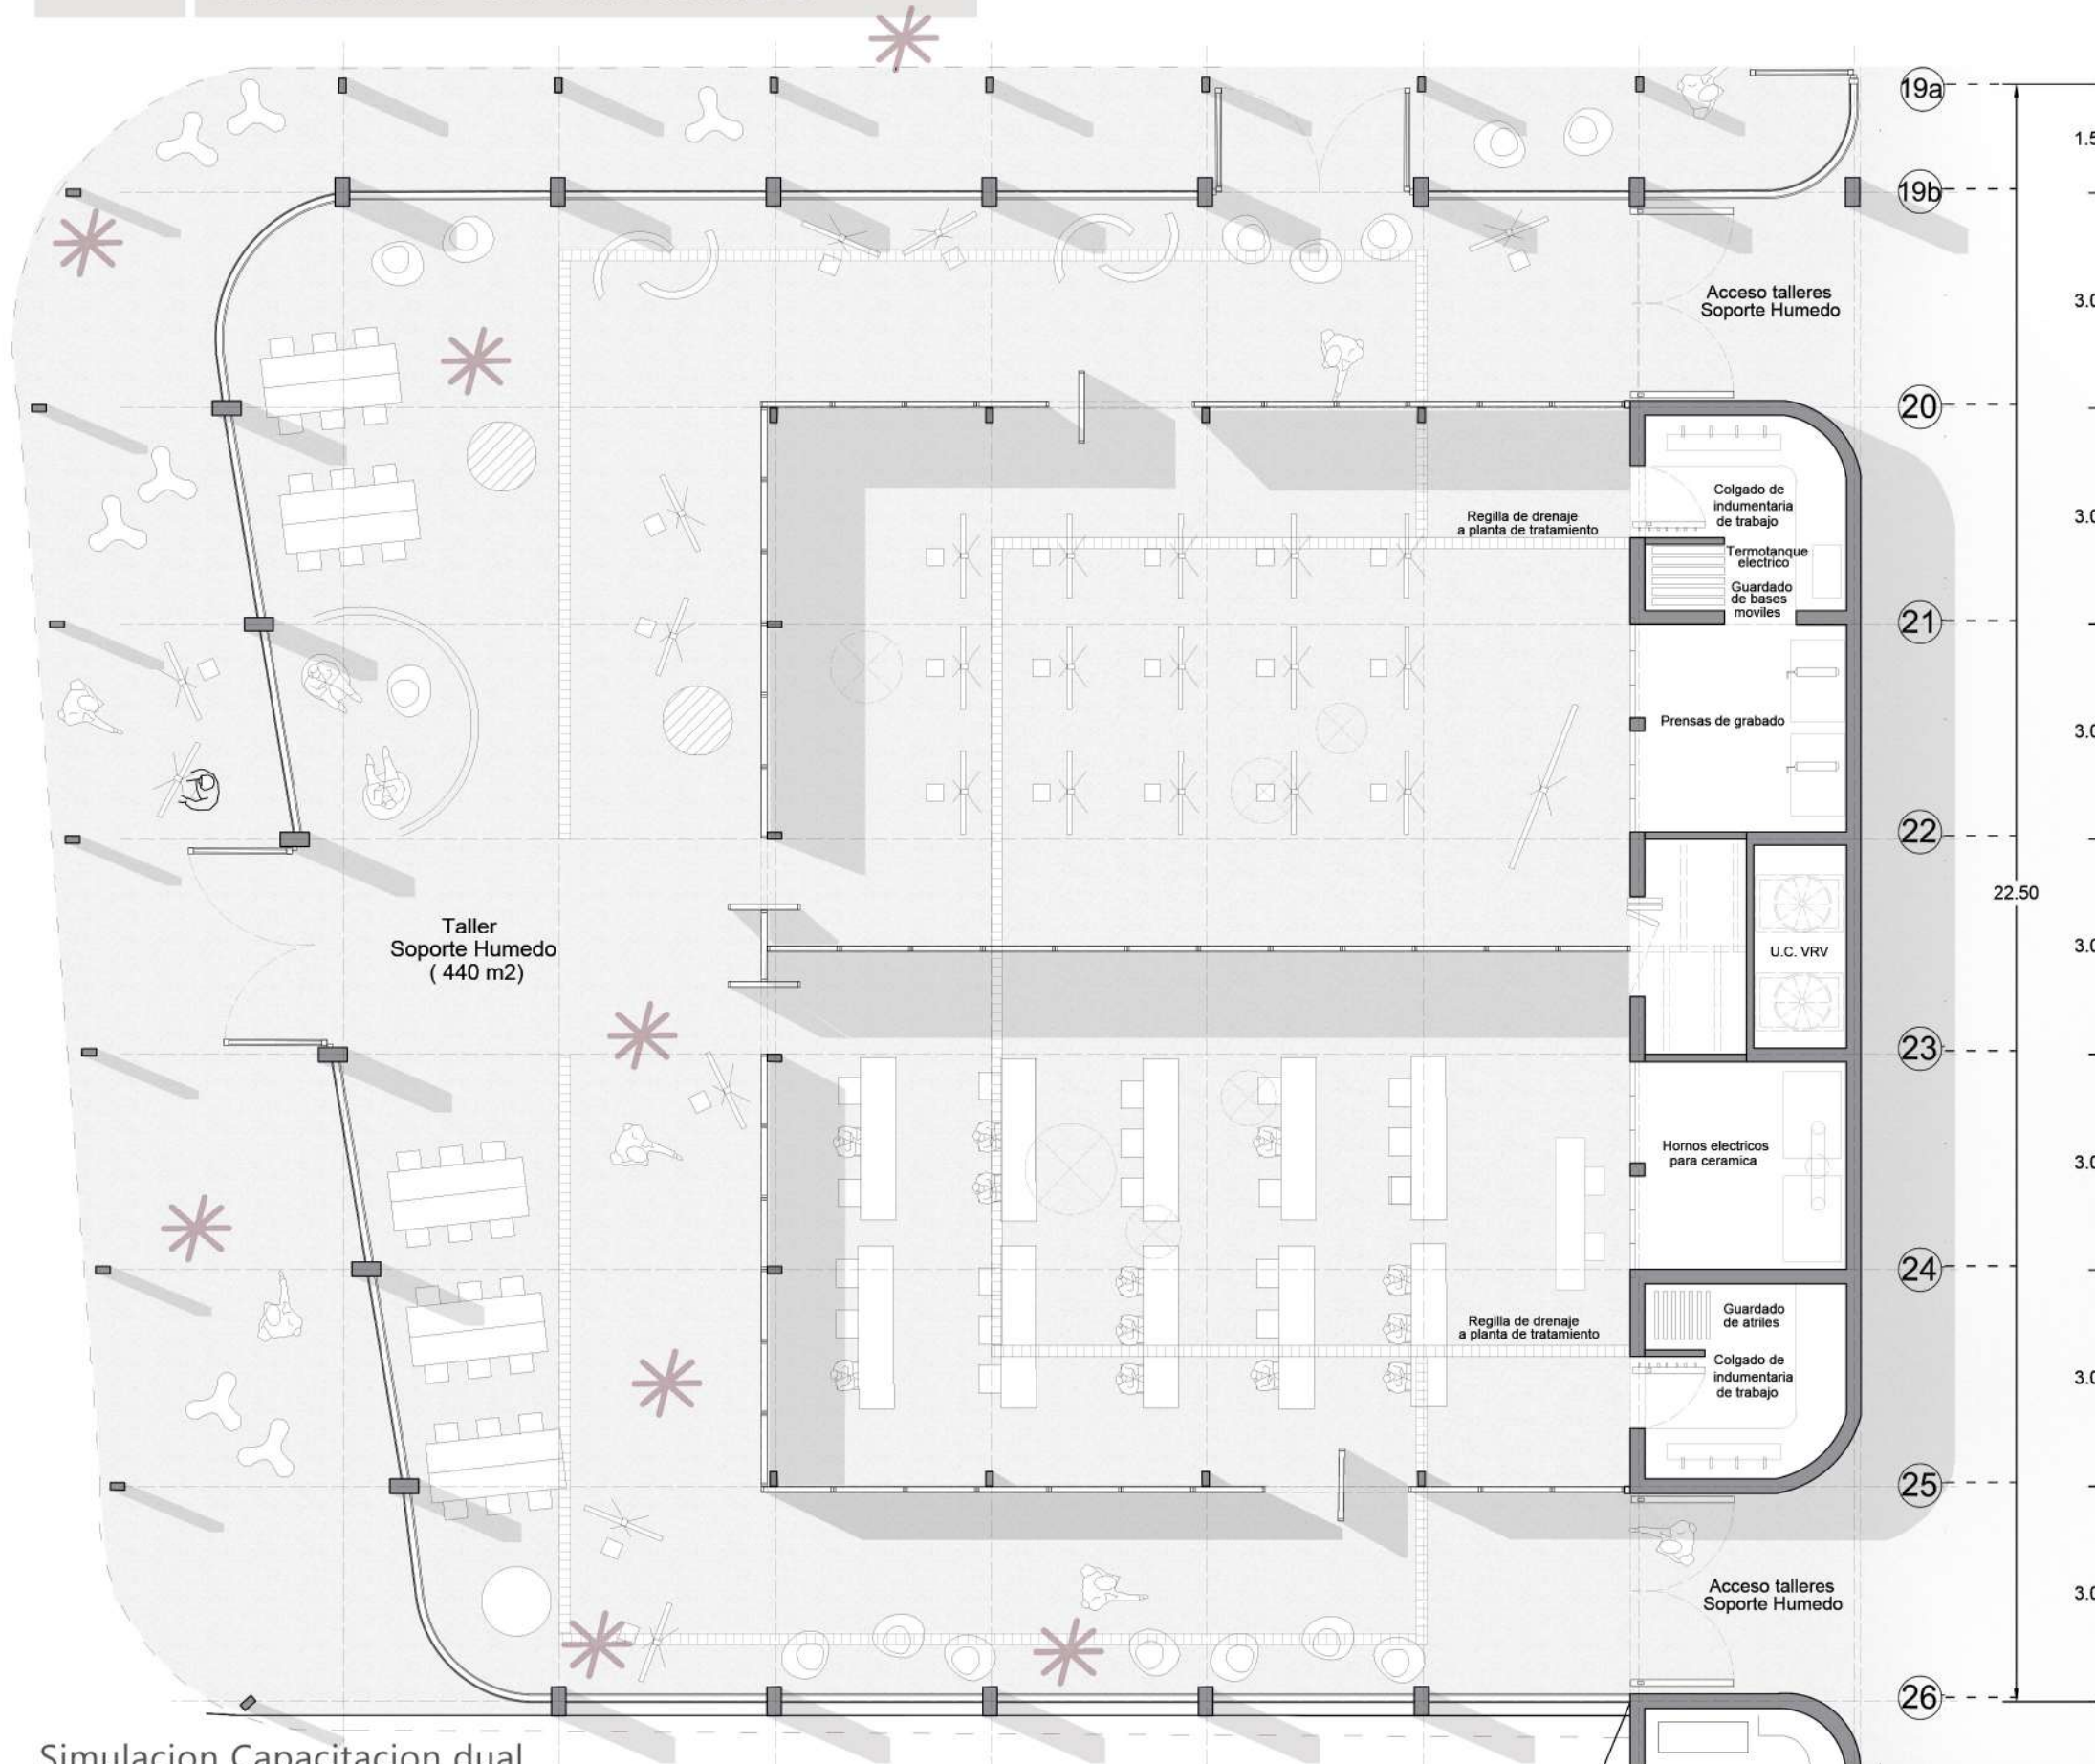 19a
1.5
19b
Acceso talleres
Soporte Humedo
3.0
20
Colgado de
indumentaria
de trabajo
Regilla de drenaje
a planta de tratamiento
3.0
Termotanque
electrico
Guardado
de bases
moviles
21
Prensas de grabado
3.0
22
22.50
Taller
Soporte Humedo
( 440 m2)
U.C. VRV
3.0
23
Hornos electricos
para ceramica
3.0
24
Guardado
de atriles
Regilla de drenaje
a planta de tratamiento
Colgado de
indumentaria
de trabajo
3.0
25
Acceso talleres
Soporte Humedo
3.0
26
Simulacion Capacitacion dual